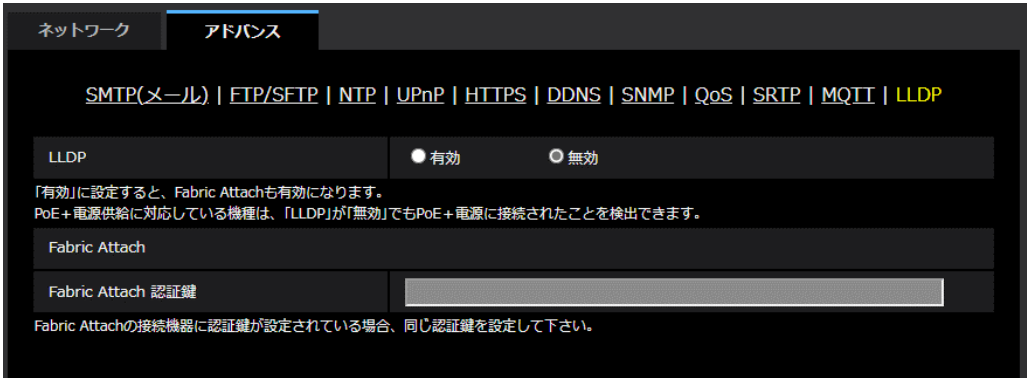 ネットワーク アドバンス
SMTP(メール) | FTP/SFTP | NTP | UPnP | HTTPS | DDNS | SNMP | QoS | SRTP | MQTT | LLDP
LLDP 有効 無効
「有効」に設定すると、Fabric Attachも有効になります。
PoE+電源供給に対応している機種は、「LLDP」が「無効」でもPoE+電源に接続されたことを検出できます。
Fabric Attach
Fabric Attach 認証鍵
Fabric Attachの接続機器に認証鍵が設定されている場合、同じ認証鍵を設定して下さい。